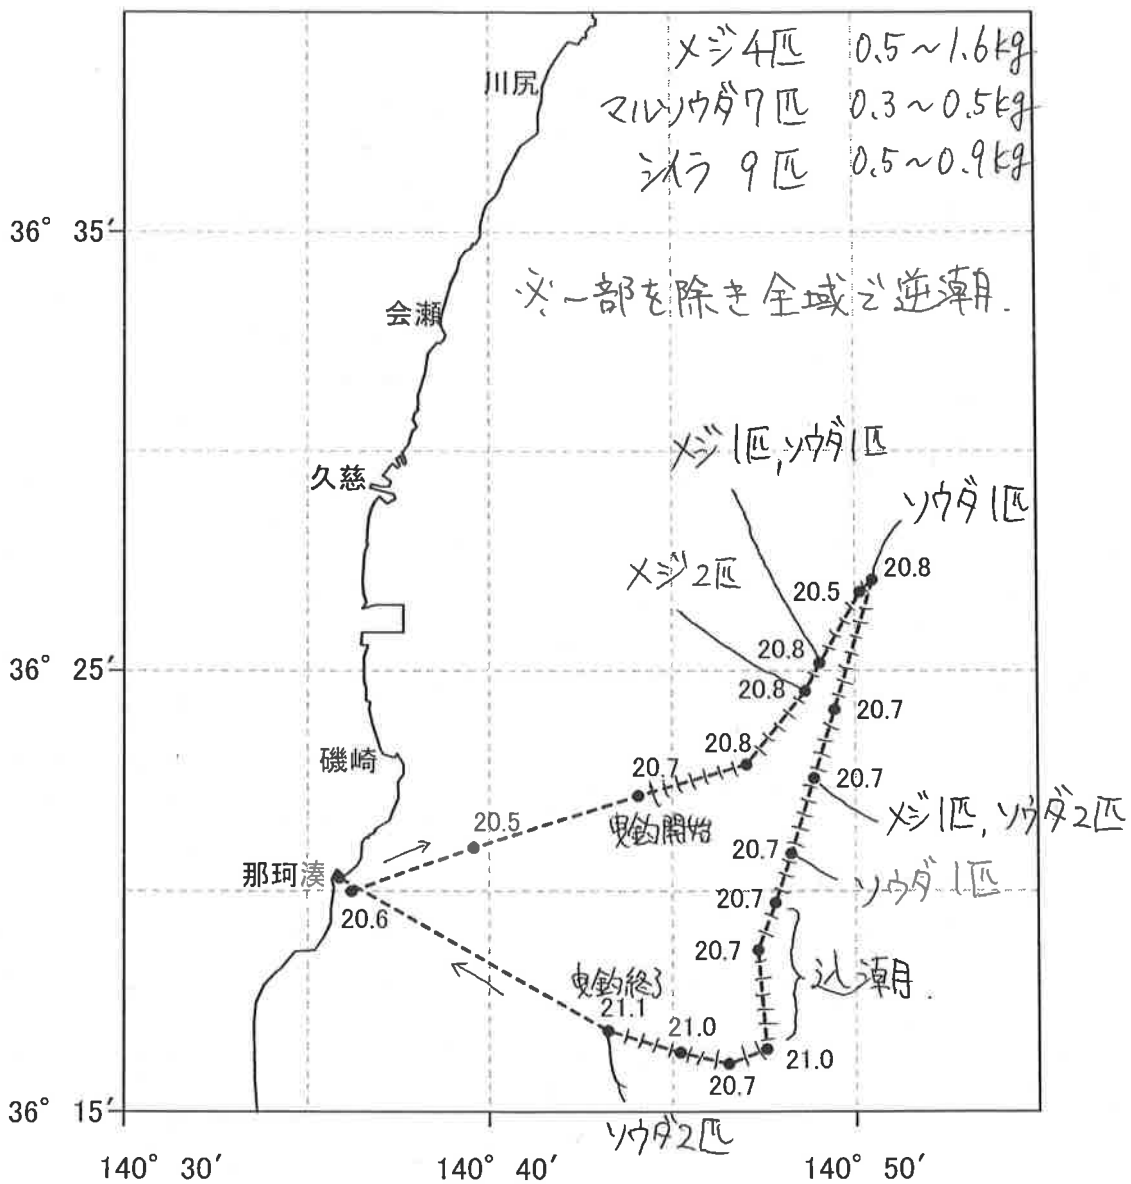 メジ4匹 0.5～1.6kg
川尻
マルソウダ7匹 0.3～0.5kg
シイラ 9匹 0.5～0.9kg
36° 35′
※一部を除き全域で逆潮.
会瀬
メジ1匹,ソウダ1匹
久慈
ソウダ1匹
メジ2匹
20.8
20.5
20.8
36° 25′
20.8
20.7
20.8
磯崎
20.7
20.7
メジ1匹,ソウダ2匹
20.5
曳釣開始
20.7
那珂湊
ソウダ1匹
20.7
20.6
20.7
込潮.
曳釣終了
21.1
21.0
21.0
20.7
36° 15′
ソウダ2匹
140° 30′
140° 40′
140° 50′